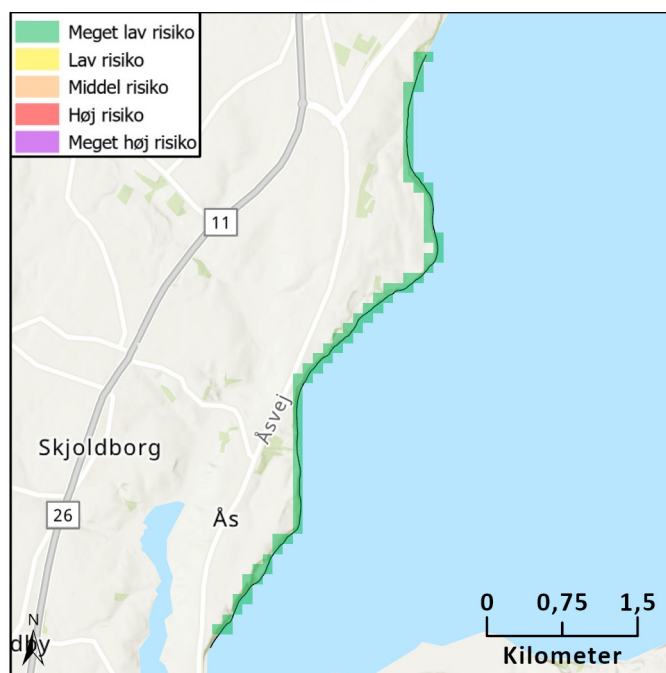 Meget lav risiko
Lav risiko
Middel risiko
Høj risiko
Meget høj risiko
11
Åsvej
Skjoldborg
26
Ås
N
dby
0 0,75 1,5
Kilometer